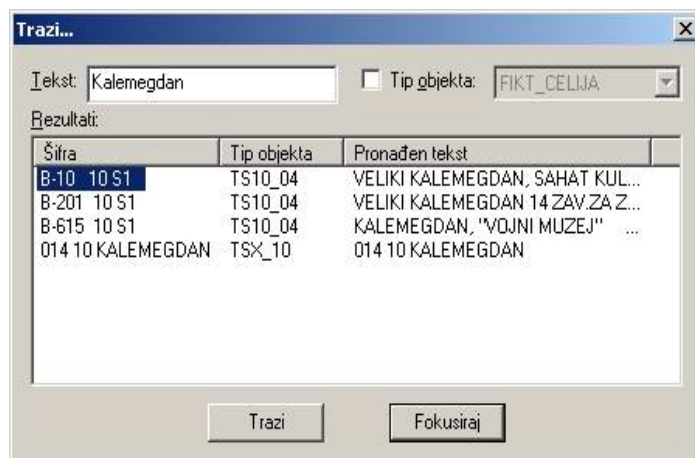 Trazi...
Tekst: Kalemegdan Tip objekta: FIKT_CELIJA
Rezultati:
Šifra Tip objekta Pronađen tekst
B-10 10 S1 TS10_04 VELIKI KALEMEGDAN, SAHAT KUL...
B-201 10 S1 TS10_04 VELIKI KALEMEGDAN 14 ZAV.ZA Z...
B-615 10 S1 TS10_04 KALEMEGDAN, "VOJNI MUZEJ" ...
014 10 KALEMEGDAN TSX_10 014 10 KALEMEGDAN
Trazi Fokusiraj